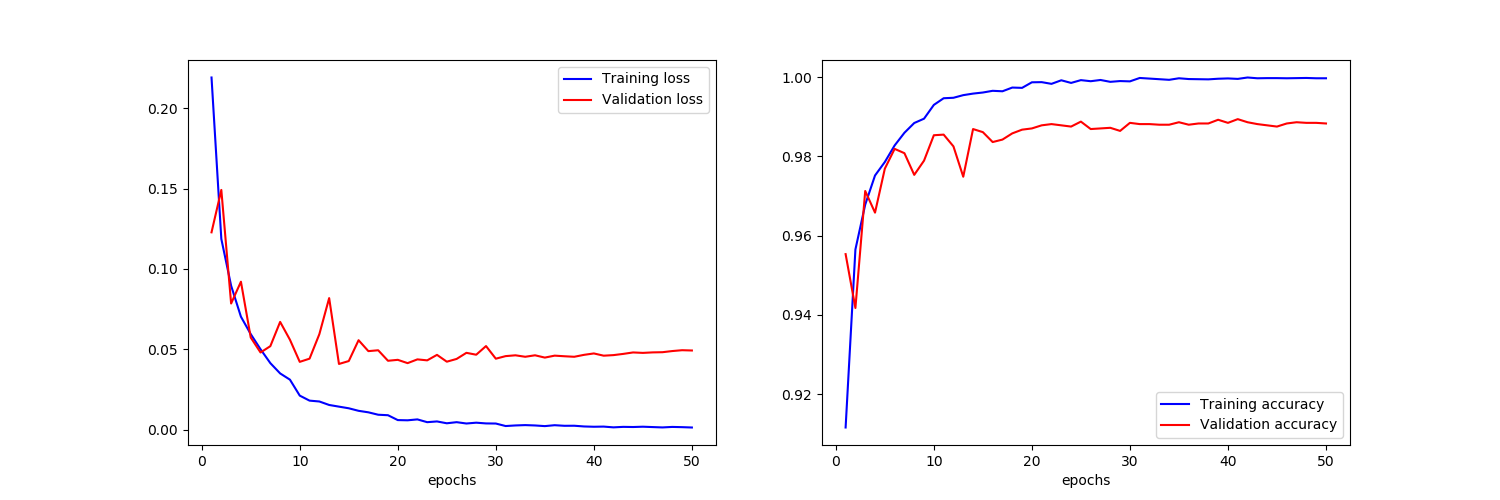 Training loss
Validation loss
0.20
0.15
0.10
0.05
0.00
0 10 20 30 40 50
epochs
1.00
0.98
0.96
0.94
0.92
Training accuracy
Validation accuracy
0 10 20 30 40 50
epochs